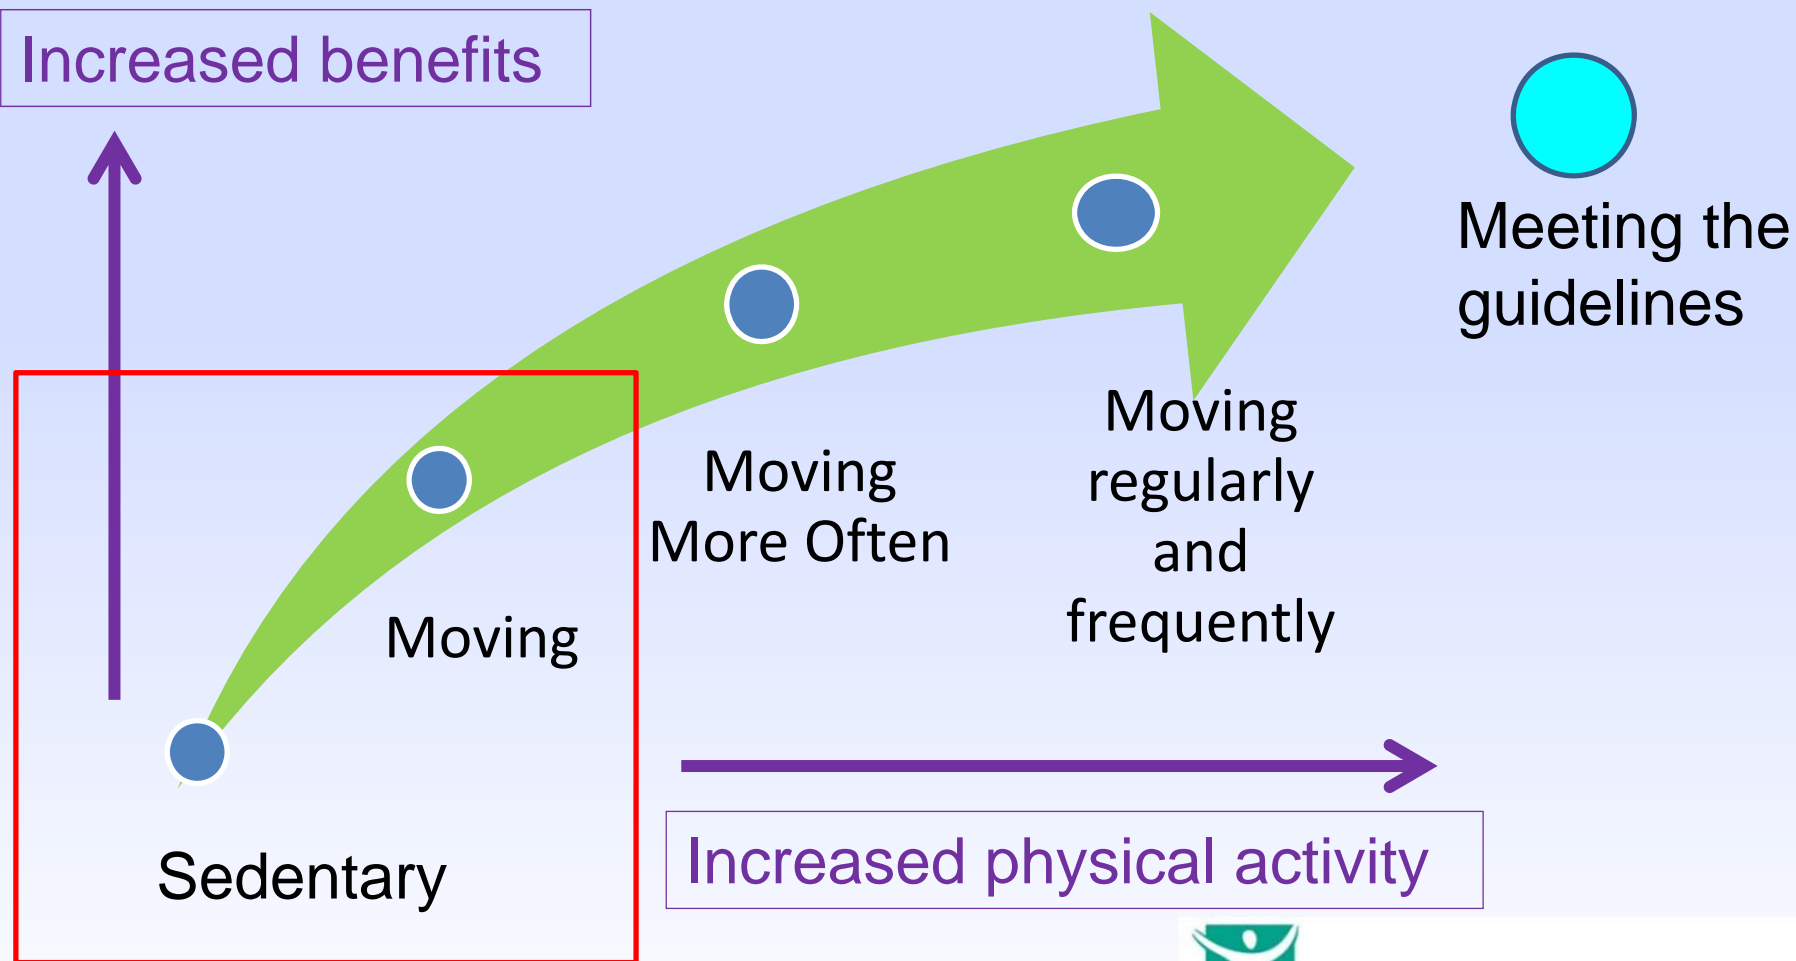 Increased benefits
Meeting the
guidelines
Moving
regularly
and
frequently
Moving
More Often
Moving
Sedentary
Increased physical activity